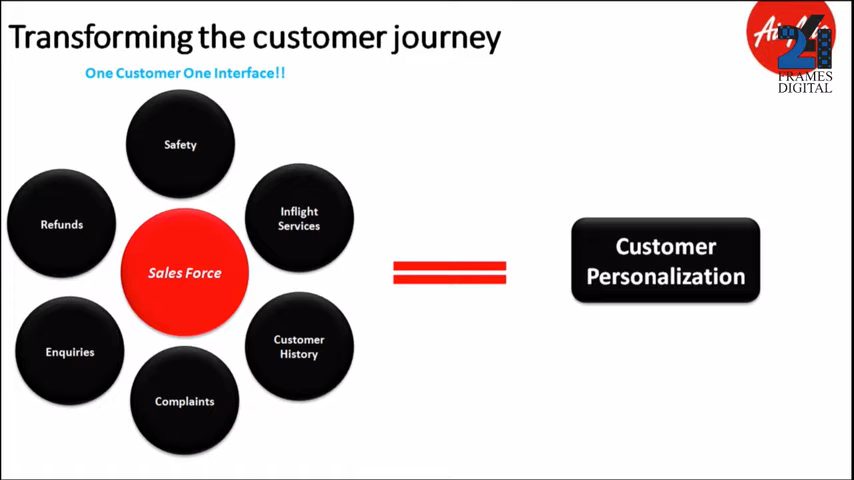 Transforming the customer journey
One Customer One Interface!!
Safety
Refunds
Inflight
Services
Sales Force
Enquiries
Customer
History
Complaints
Customer
Personalization
24
FRAMES
DIGITAL